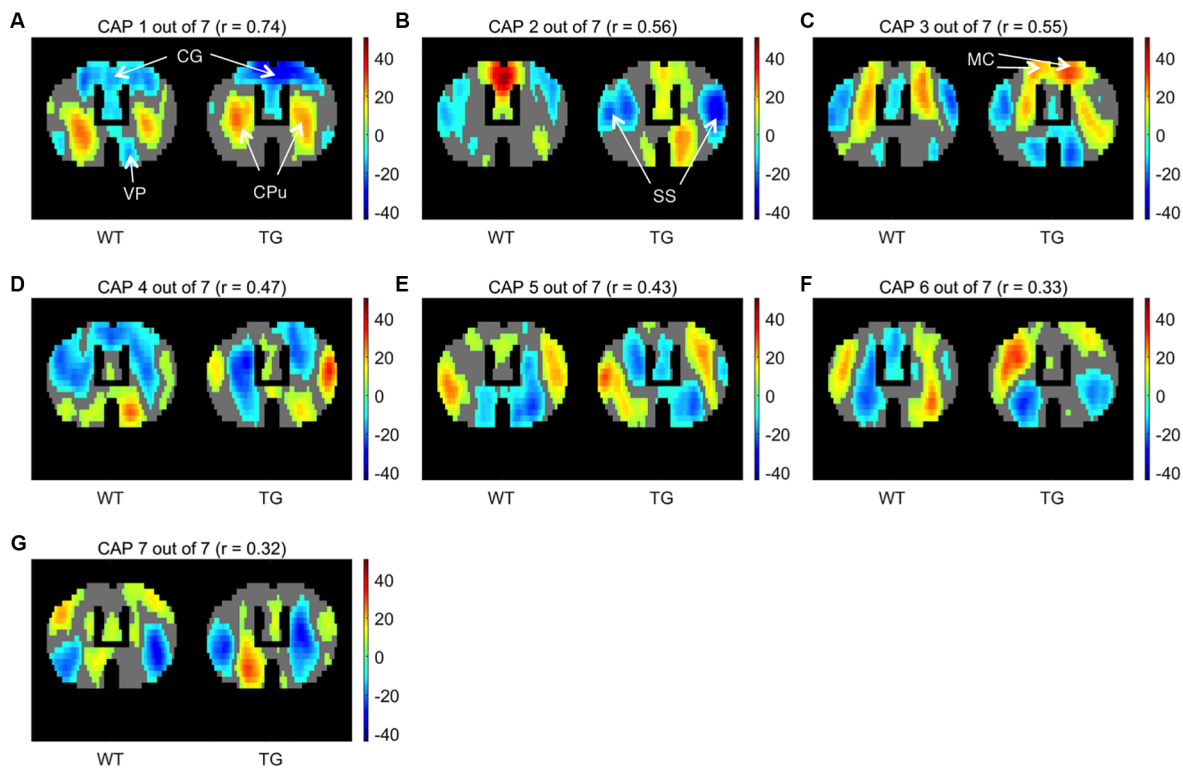 A
CAP 1 out of 7 (r = 0.74)
CG
VP
CPu
40
20
0
-20
-40
WT
TG
B
CAP 2 out of 7 (r = 0.56)
SS
40
20
0
-20
-40
WT
TG
C
CAP 3 out of 7 (r = 0.55)
MC
40
20
0
-20
-40
WT
TG
D
CAP 4 out of 7 (r = 0.47)
40
20
0
-20
-40
WT
TG
E
CAP 5 out of 7 (r = 0.43)
40
20
0
-20
-40
WT
TG
F
CAP 6 out of 7 (r = 0.33)
40
20
0
-20
-40
WT
TG
G
CAP 7 out of 7 (r = 0.32)
40
20
0
-20
-40
WT
TG